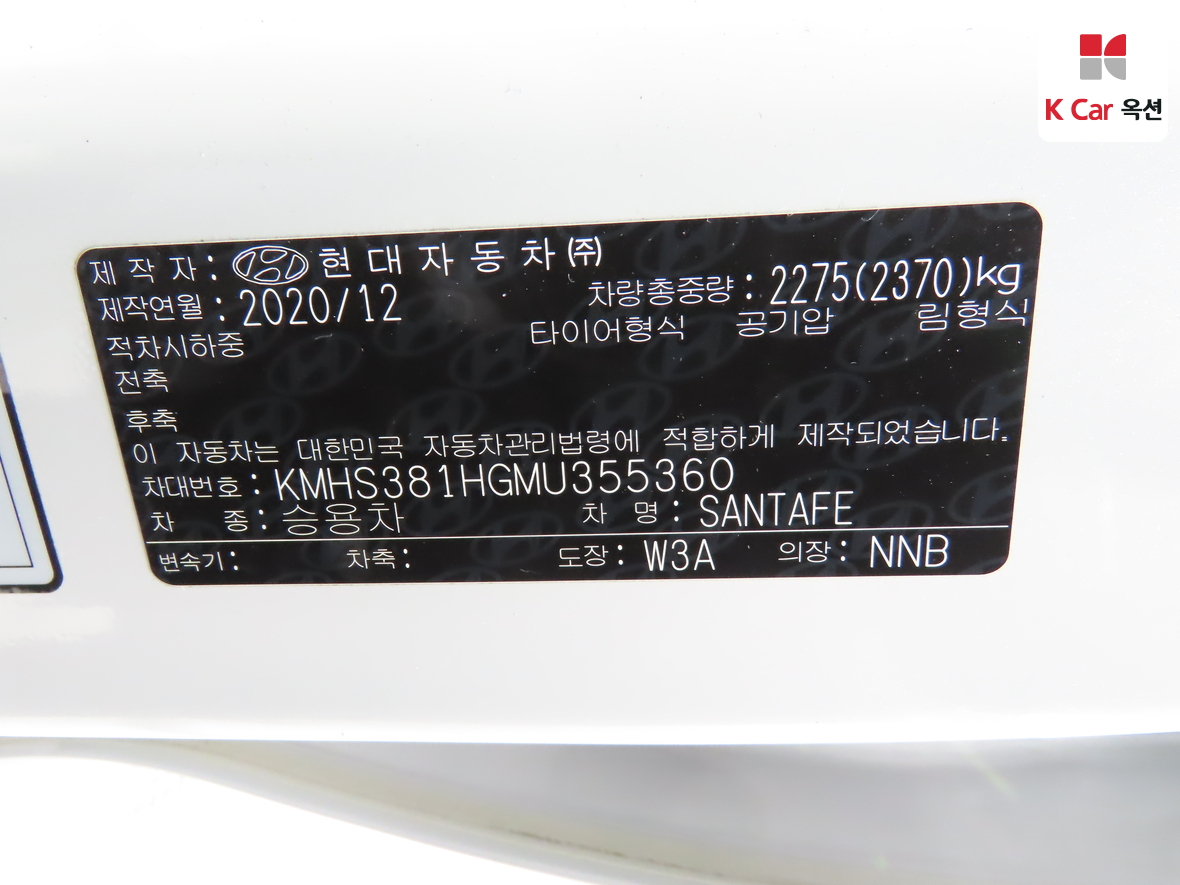 K Car 옥션
제 작 자 : 현 대 자 동 차 ㈜
제작연월 : 2020/12 차량총중량 : 2275(2370)kg
적차시하중 타이어형식 공기압 림형식
전축
후축
이 자동차는 대한민국 자동차관리법령에 적합하게 제작되었습니다.
차대번호 : KMHS381HGMU355360
차 종 : 승용차 차 명 : SANTAFE
변속기 : 차축 : 도장 : W3A 의장 : NNB